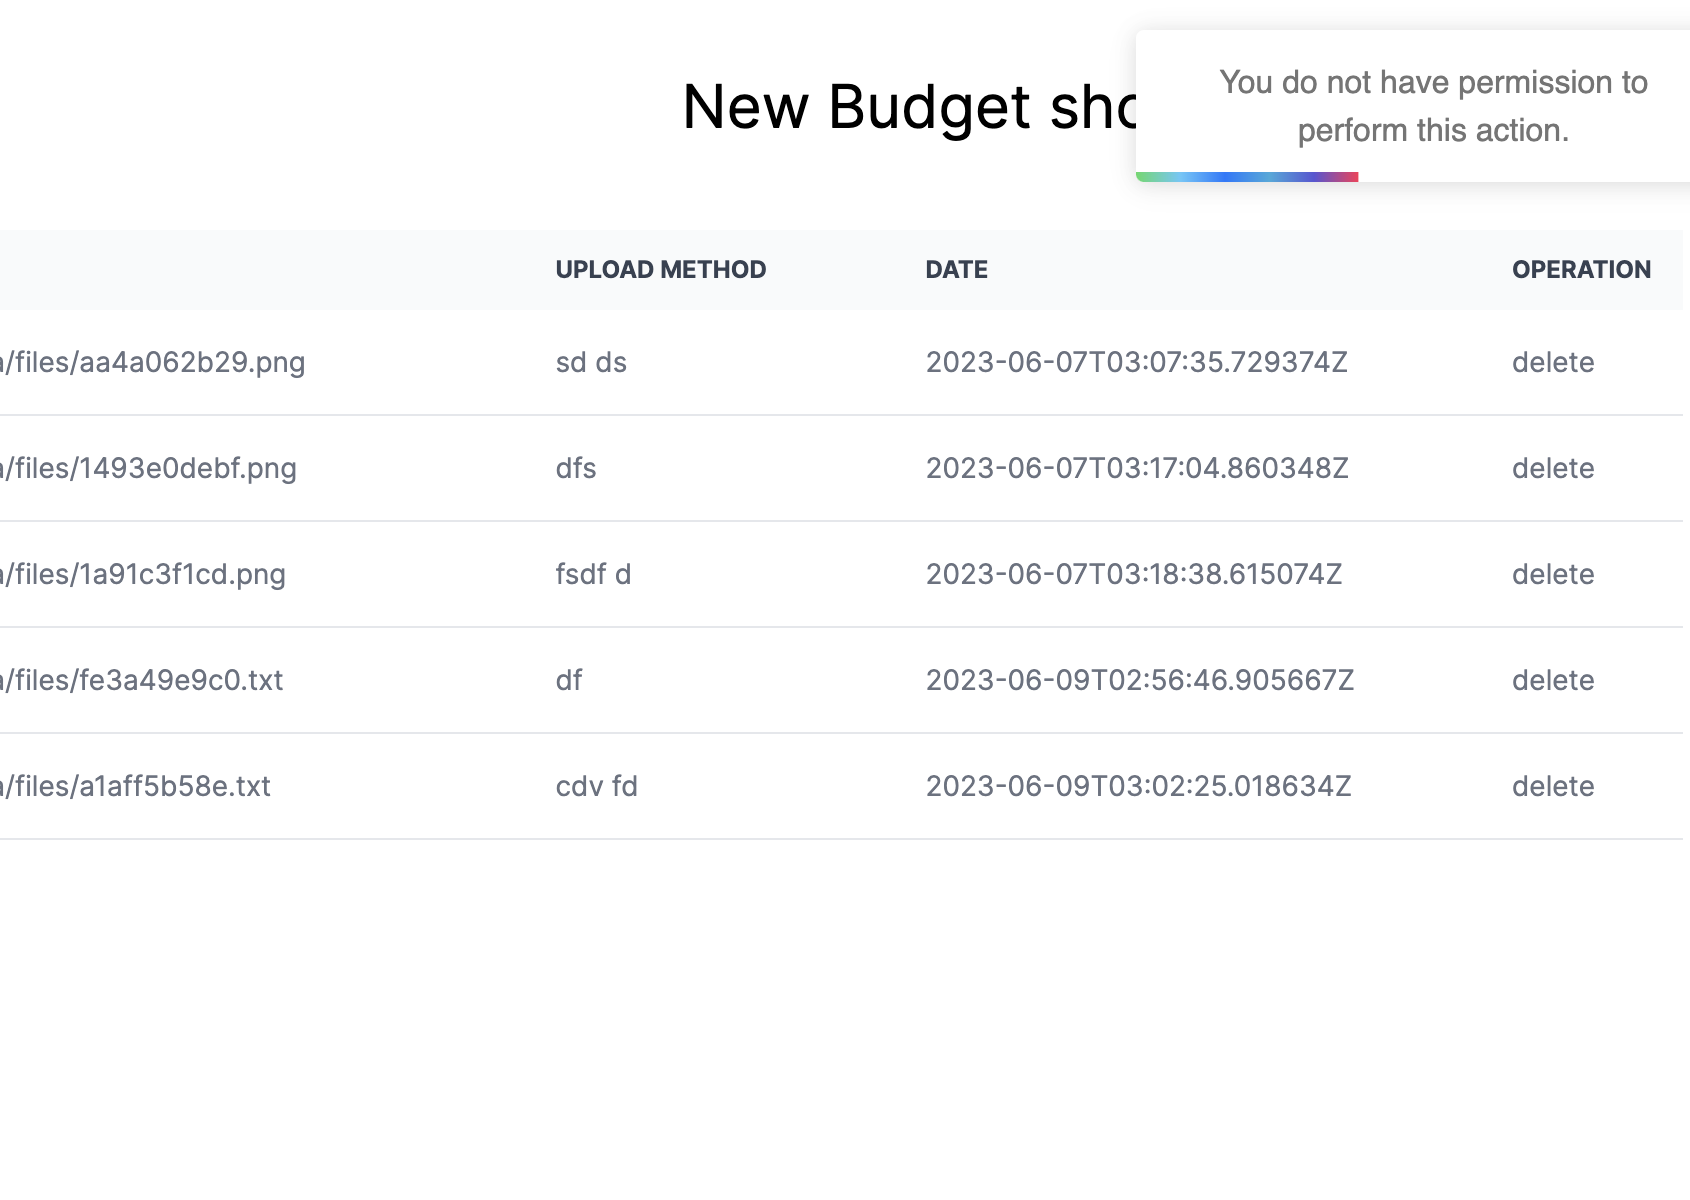 New Budget
You do not have permission to
perform this action.
UPLOAD METHOD DATE OPERATION
/files/aa4a062b29.png sd ds 2023-06-07T03:07:35.729374Z delete
/files/1493e0debf.png dfs 2023-06-07T03:17:04.860348Z delete
/files/1a91c3f1cd.png fsdf d 2023-06-07T03:18:38.615074Z delete
/files/fe3a49e9c0.txt df 2023-06-09T02:56:46.905667Z delete
/files/a1aff5b58e.txt cdv fd 2023-06-09T03:02:25.018634Z delete